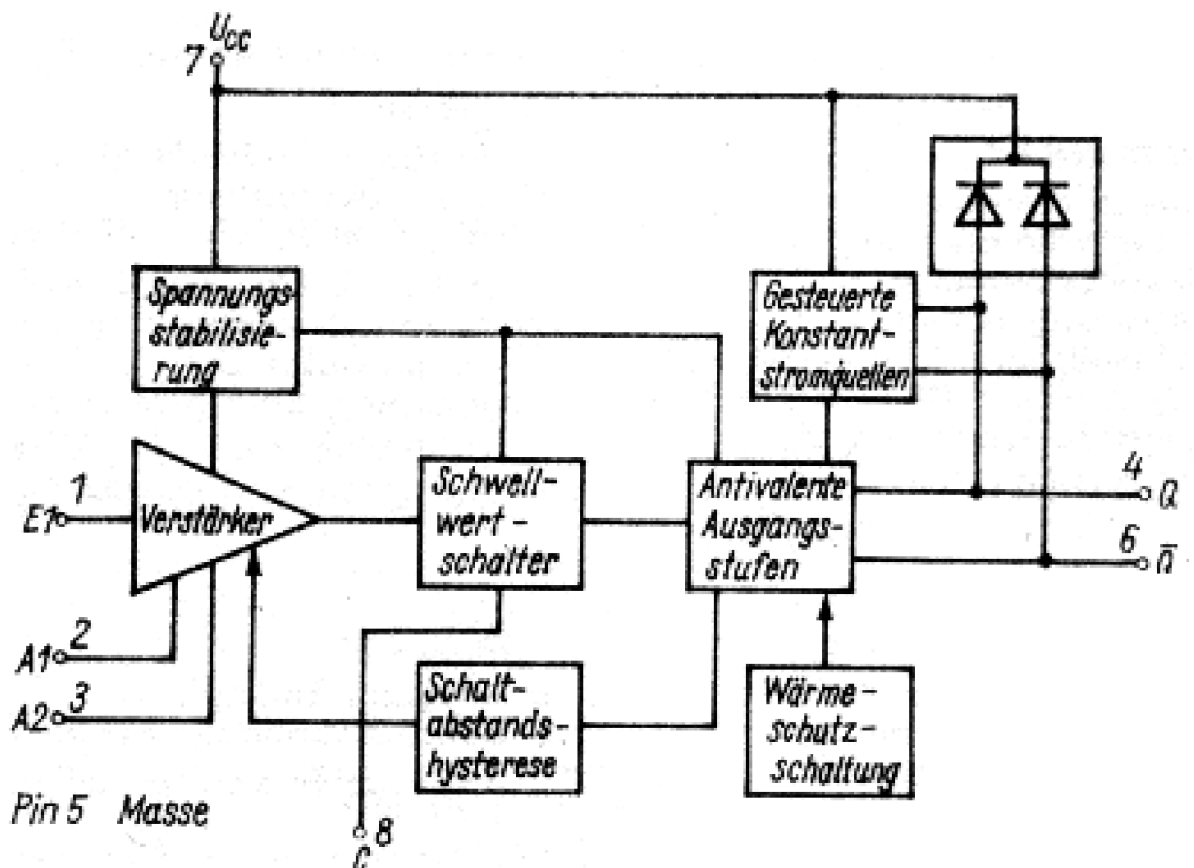 7 Ucc
Spannungs-
stabilisie-
rung
Gesteuerte
Konstant-
stromquellen
E1 1
Verstärker
Schwell-
wert-
schalter
Antivalente
Ausgangs-
stufen
4 Q
6
A1 2
A2 3
Schalt-
abstands-
hysterese
Wärme-
schutz-
schaltung
Pin 5 Masse
8
C